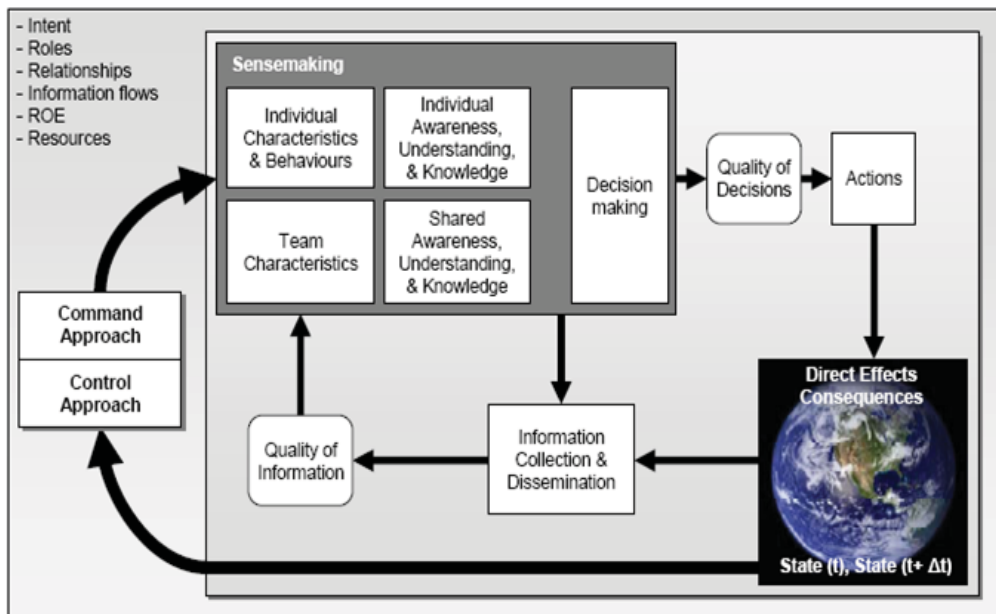 - Intent
- Roles
- Relationships
- Information flows
- ROE
- Resources
Sensemaking
Individual
Characteristics
& Behaviours
Individual
Awareness,
Understanding,
& Knowledge
Team
Characteristics
Shared
Awareness,
Understanding,
& Knowledge
Decision
making
Quality of
Decisions
Actions
Command
Approach
Control
Approach
Quality of
Information
Information
Collection &
Dissemination
Direct Effects
Consequences
State (t), State (t+ Δt)